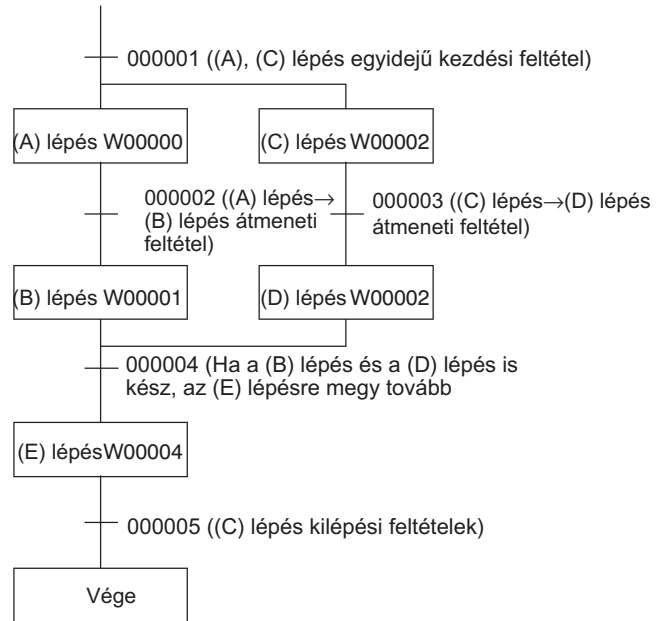 000001 ((A), (C) lépés egyidejű kezdési feltétel)
(A) lépés W00000
(C) lépés W00002
000002 ((A) lépés→
(B) lépés átmeneti
feltétel)
000003 ((C) lépés→(D) lépés
átmeneti feltétel)
(B) lépés W00001
(D) lépés W00002
000004 (Ha a (B) lépés és a (D) lépés is
kész, az (E) lépésre megy tovább
(E) lépésW00004
000005 ((C) lépés kilépési feltételek)
Vége